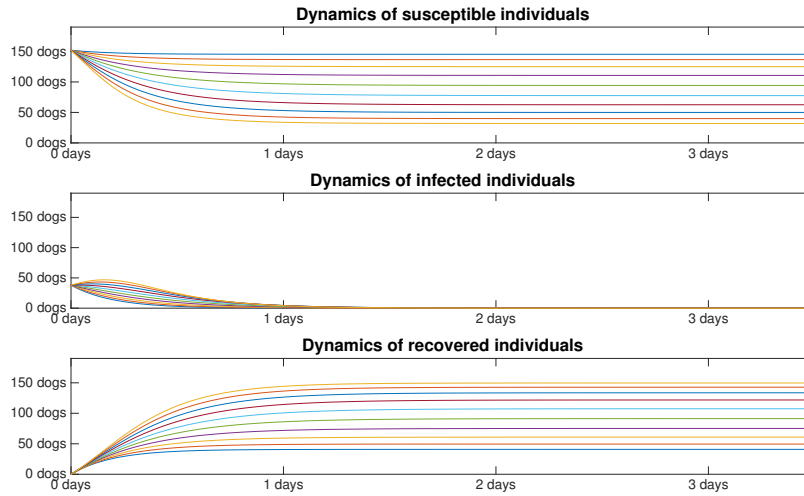 Dynamics of susceptible individuals
150 dogs
100 dogs
50 dogs
0 dogs
0 days 1 days 2 days 3 days
Dynamics of infected individuals
150 dogs
100 dogs
50 dogs
0 dogs
0 days 1 days 2 days 3 days
Dynamics of recovered individuals
150 dogs
100 dogs
50 dogs
0 dogs
0 days 1 days 2 days 3 days